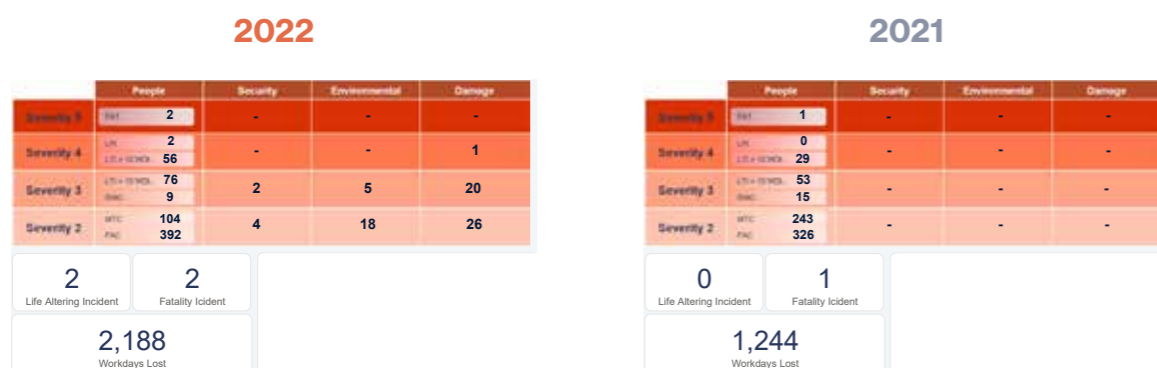 2022
2021
People Security Environmental Damage
Severity 5 FAT 2 - - -
Severity 4 LAI 2 - - 1
56
Severity 3 76 2 5 20
9
Severity 2 MTC 104 4 18 26
FAC 392
2
Life Altering Incident
2
Fatality Icident
2,188
Workdays Lost
People Security Environmental Damage
Severity 5 FAT 1 - - -
Severity 4 0 - - -
29
Severity 3 53 - - -
15
Severity 2 MTC 243 - - -
FAC 326
0
Life Altering Incident
1
Fatality Icident
1,244
Workdays Lost